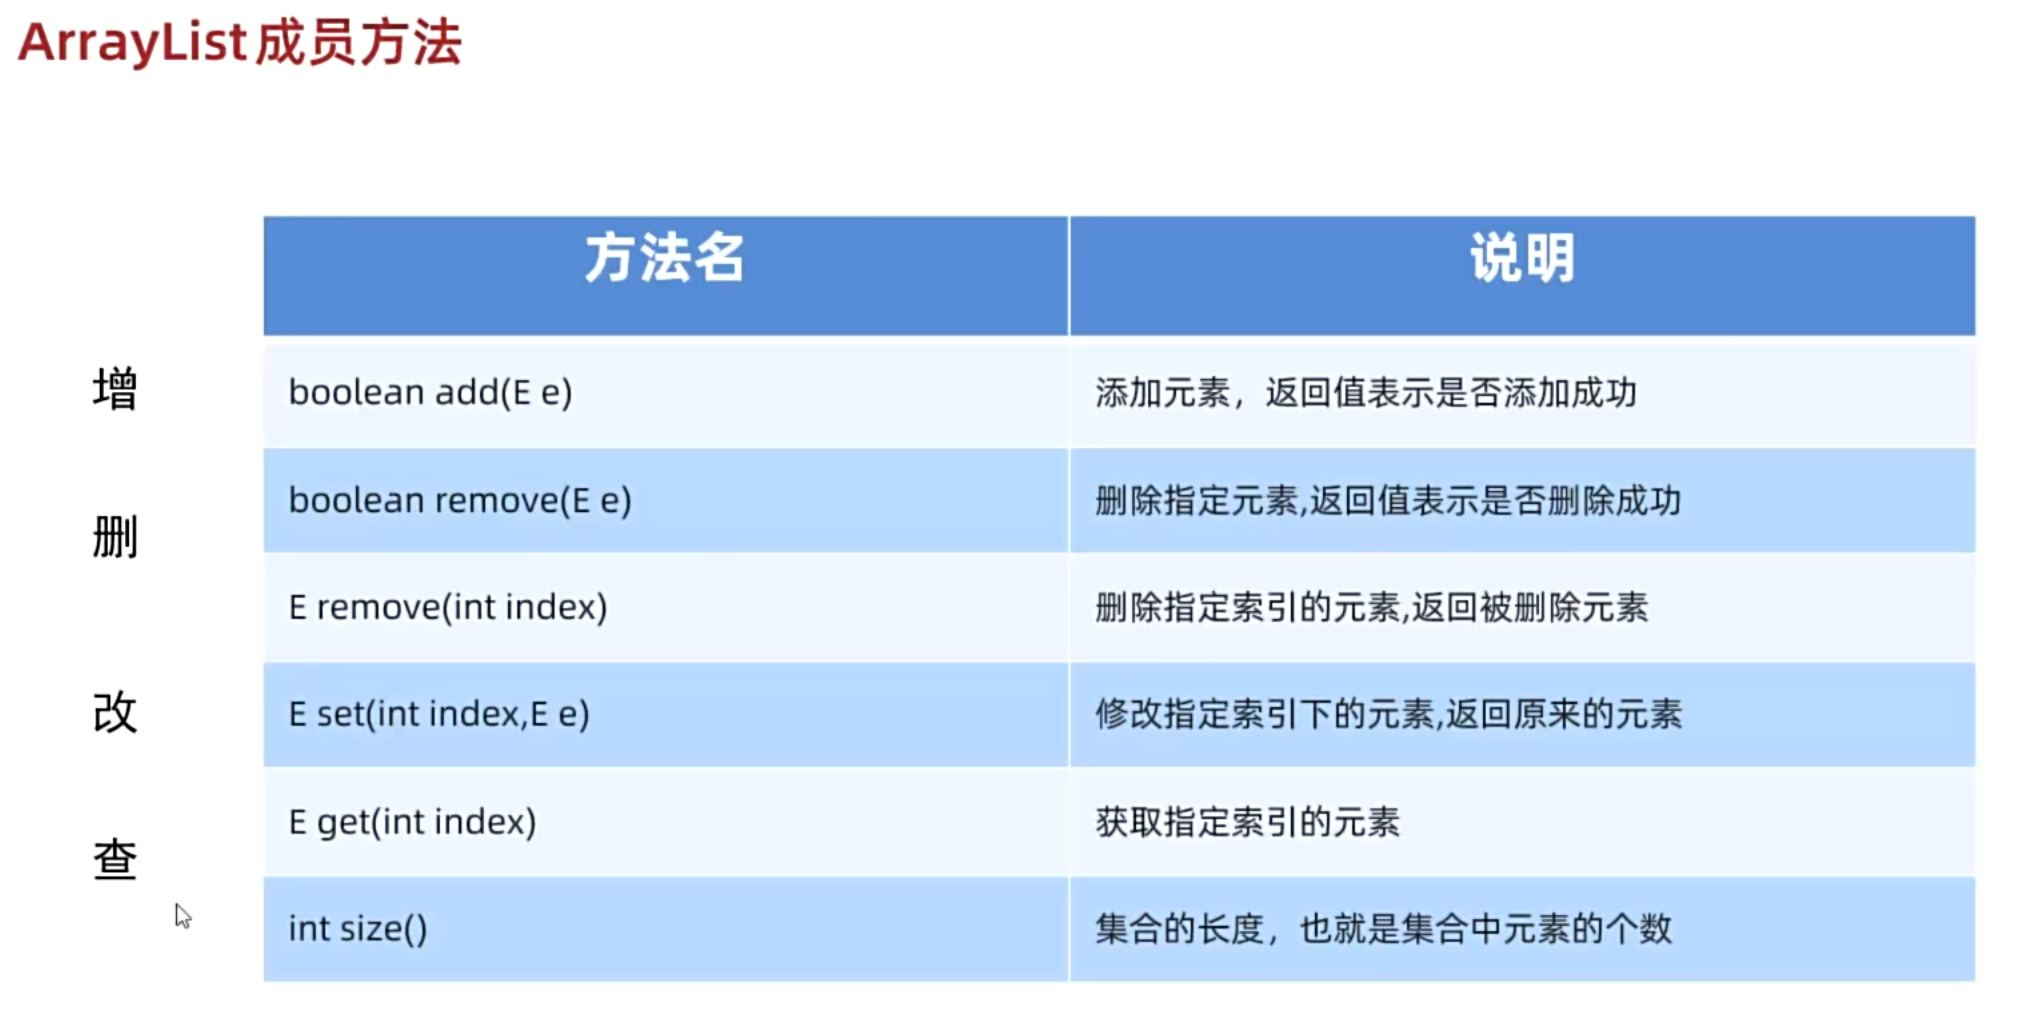 ArrayList成员方法
方法名 说明
增 boolean add(E e) 添加元素，返回值表示是否添加成功
boolean remove(E e) 删除指定元素,返回值表示是否删除成功
删
E remove(int index) 删除指定索引的元素,返回被删除元素
改 E set(int index,E e) 修改指定索引下的元素,返回原来的元素
E get(int index) 获取指定索引的元素
查
int size() 集合的长度，也就是集合中元素的个数